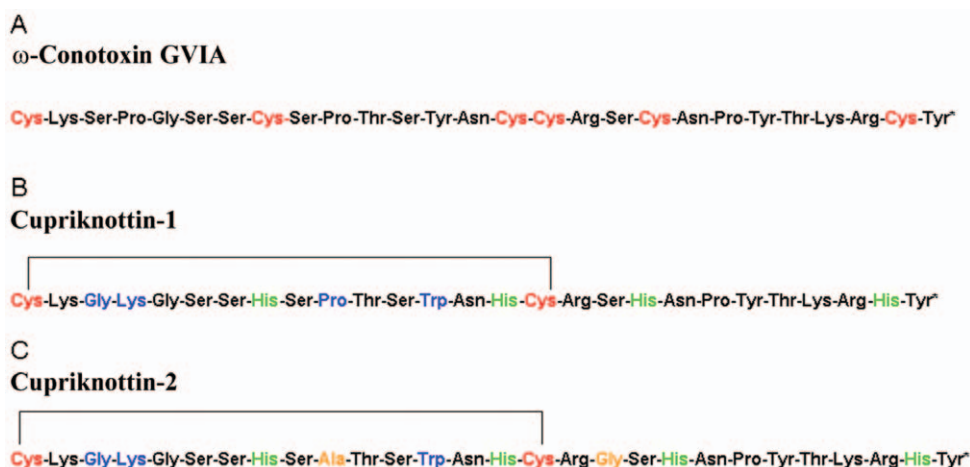 A
ω-Conotoxin GVIA
Cys-Lys-Ser-Pro-Gly-Ser-Ser-Cys-Ser-Pro-Thr-Ser-Tyr-Asn-Cys-Cys-Arg-Ser-Cys-Asn-Pro-Tyr-Thr-Lys-Arg-Cys-Tyr*
B
Cupriknottin-1
Cys-Lys-Gly-Lys-Gly-Ser-Ser-His-Ser-Pro-Thr-Ser-Trp-Asn-His-Cys-Arg-Ser-His-Asn-Pro-Tyr-Thr-Lys-Arg-His-Tyr*
C
Cupriknottin-2
Cys-Lys-Gly-Lys-Gly-Ser-Ser-His-Ser-Ala-Thr-Ser-Trp-Asn-His-Cys-Arg-Gly-Ser-His-Asn-Pro-Tyr-Thr-Lys-Arg-His-Tyr*